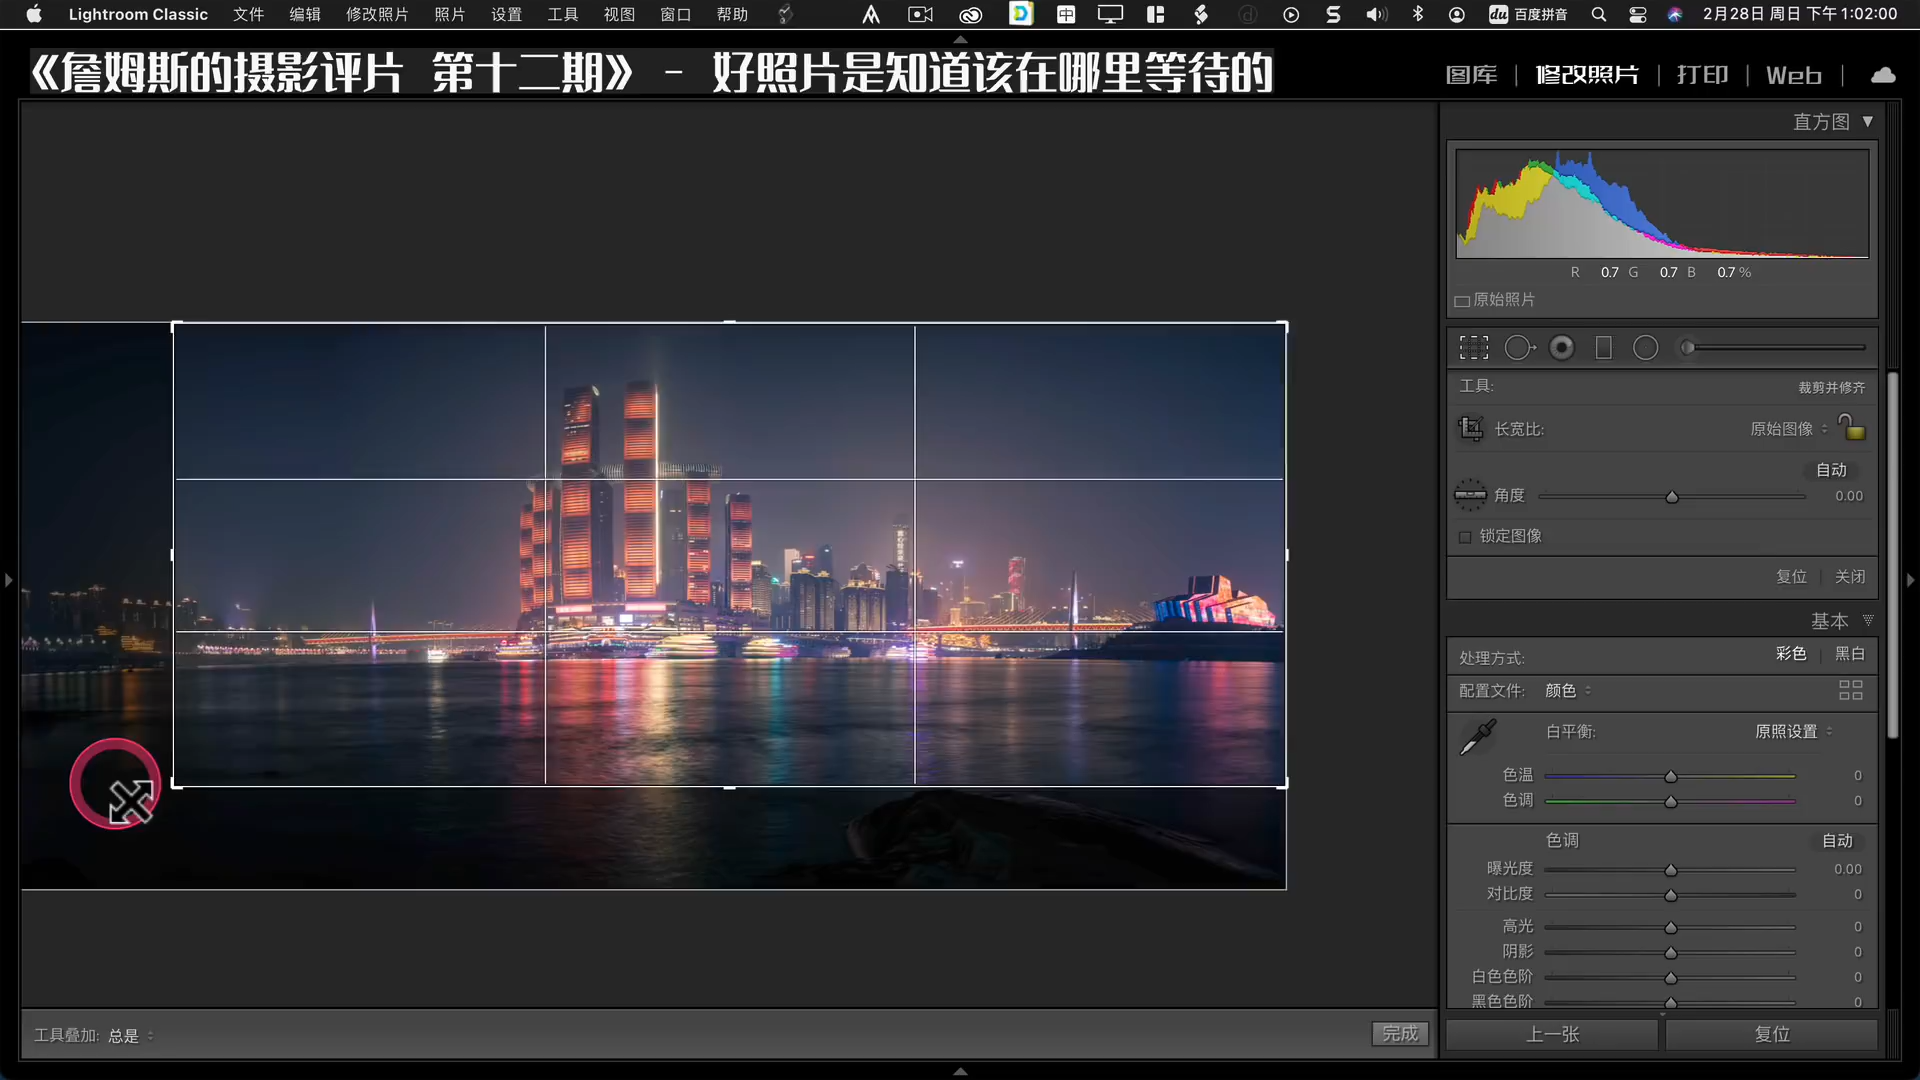 Lightroom Classic 文件 编辑 修改照片 照片 设置 工具 视图 窗口 帮助 中 S du 百度拼音 2月28日 周日 下午1:02:00
《詹姆斯的摄影评片 第十二期》 - 好照片是知道该在哪里等待的
图库 | 修改照片 | 打印 | Web |
直方图
R 0.7 G 0.7 B 0.7 %
原始照片
工具: 裁剪并修齐
长宽比: 原始图像
自动
角度 0.00
锁定图像
复位 关闭
基本
处理方式: 彩色 黑白
配置文件: 颜色
白平衡: 原照设置
色温 0
色调 0
色调 自动
曝光度 0.00
对比度 0
高光 0
阴影 0
白色色阶 0
黑色色阶 0
工具叠加: 总是 完成 上一张 复位